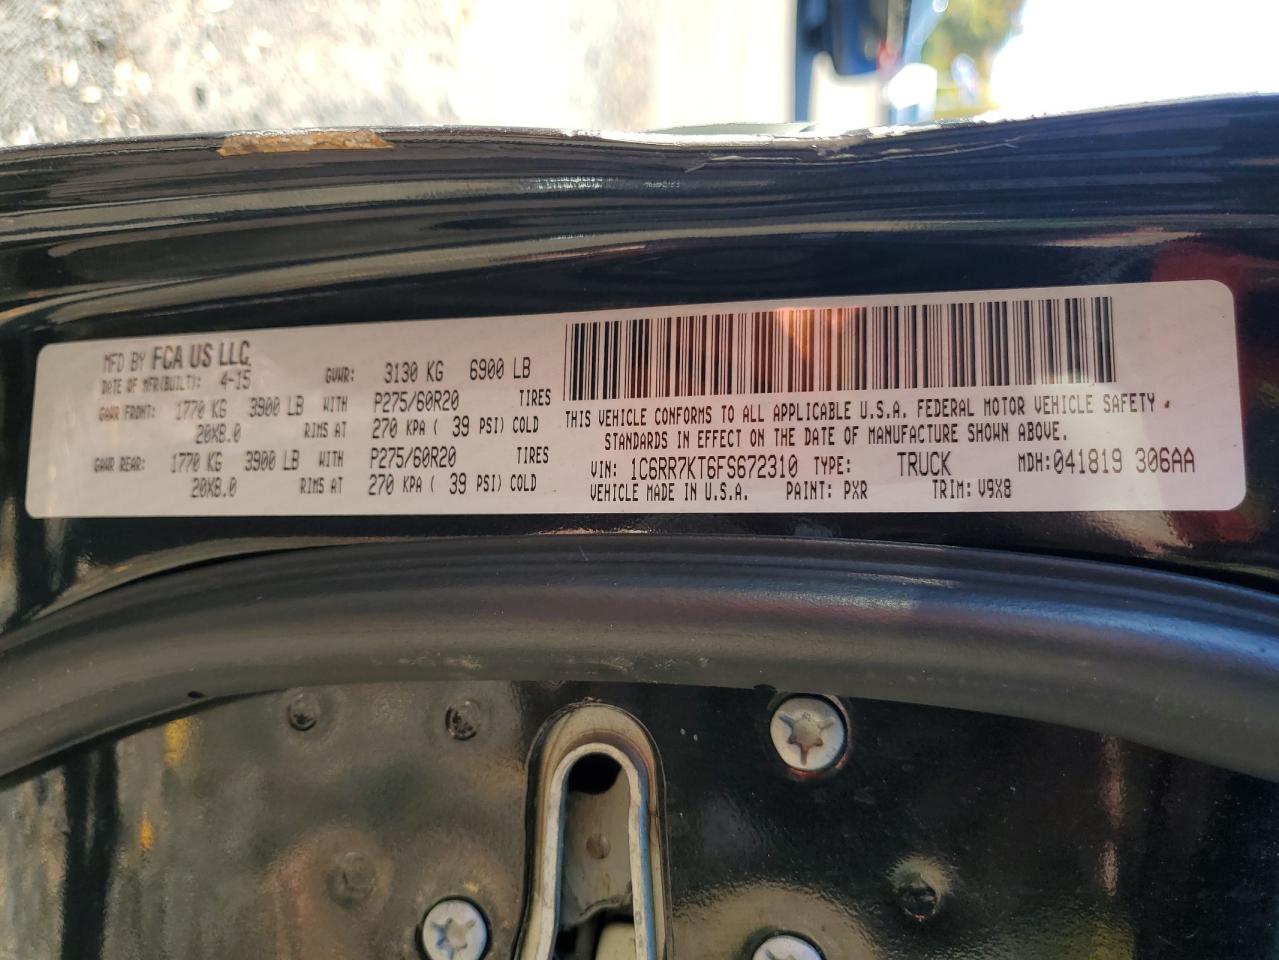 MFD BY FCA US LLC.
DATE OF MFR(BUILT): 4-15 GVWR: 3130 KG 6900 LB
GAWR FRONT: 1770 KG 3900 LB WITH P275/60R20 TIRES
20X8.0 RIMS AT 270 KPA ( 39 PSI) COLD
GAWR REAR: 1770 KG 3900 LB WITH P275/60R20 TIRES
20X8.0 RIMS AT 270 KPA ( 39 PSI) COLD
THIS VEHICLE CONFORMS TO ALL APPLICABLE U.S.A. FEDERAL MOTOR VEHICLE SAFETY
STANDARDS IN EFFECT ON THE DATE OF MANUFACTURE SHOWN ABOVE.
VIN: 1C6RR7KT6FS672310 TYPE: TRUCK MDH:041819 306AA
VEHICLE MADE IN U.S.A. PAINT: PXR TRIM: V9X8